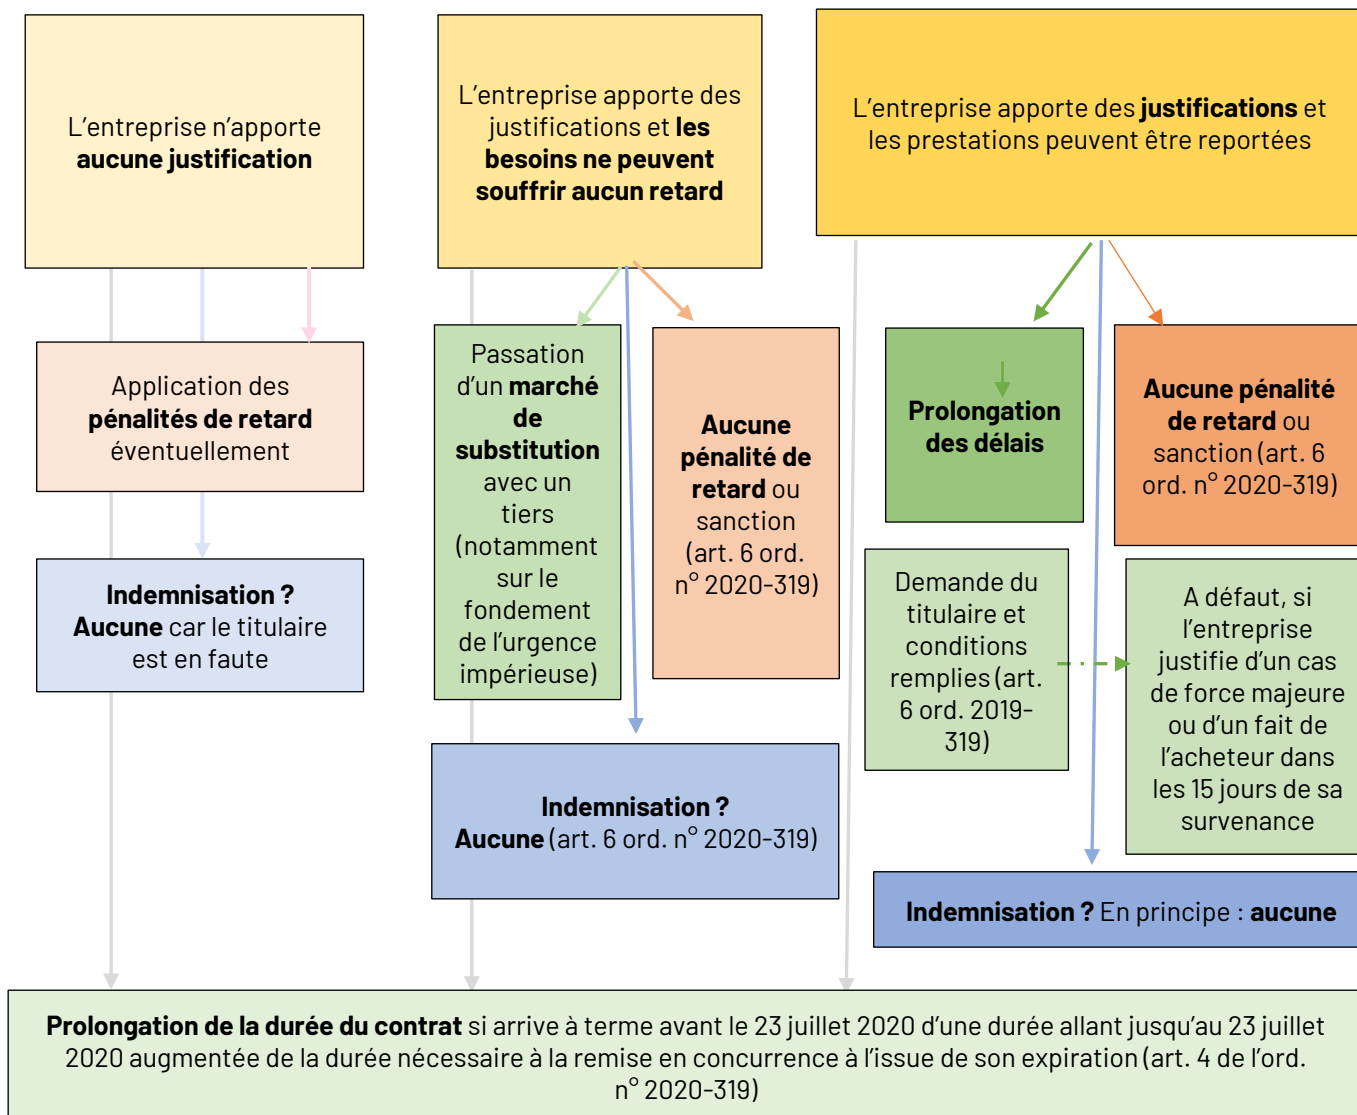 L'entreprise n'apporte
aucune justification
L'entreprise apporte des
justifications et les
besoins ne peuvent
souffrir aucun retard
L'entreprise apporte des justifications et
les prestations peuvent être reportées
Application des
pénalités de retard
éventuellement
Indemnisation ?
Aucune car le titulaire
est en faute
Passation
d'un marché
de
substitution
avec un
tiers
(notamment
sur le
fondement
de l'urgence
impérieuse)
Aucune
pénalité de
retard ou
sanction
(art. 6 ord.
n° 2020-319)
Indemnisation ?
Aucune (art. 6 ord. n° 2020-319)
Prolongation
des délais
Aucune pénalité
de retard ou
sanction (art. 6
ord. n° 2020-319)
Demande du
titulaire et
conditions
remplies (art.
6 ord. 2019-
319)
A défaut, si
l'entreprise
justifie d'un cas
de force majeure
ou d'un fait de
l'acheteur dans
les 15 jours de sa
survenance
Indemnisation ? En principe : aucune
Prolongation de la durée du contrat si arrive à terme avant le 23 juillet 2020 d'une durée allant jusqu'au 23 juillet
2020 augmentée de la durée nécessaire à la remise en concurrence à l'issue de son expiration (art. 4 de l'ord.
n° 2020-319)